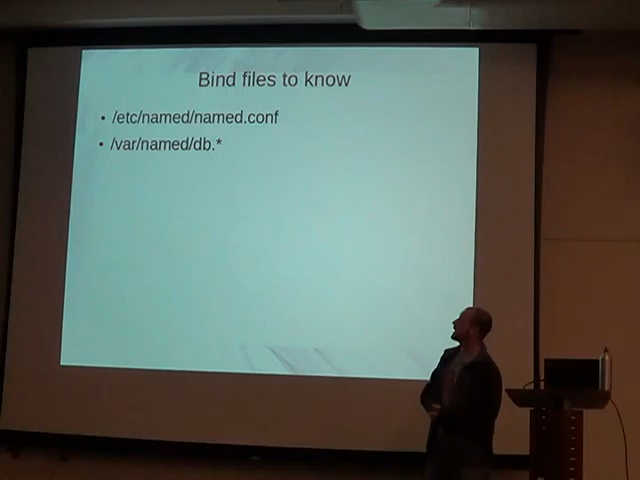 Bind files to know
• /etc/named/named.conf
• /var/named/db.*